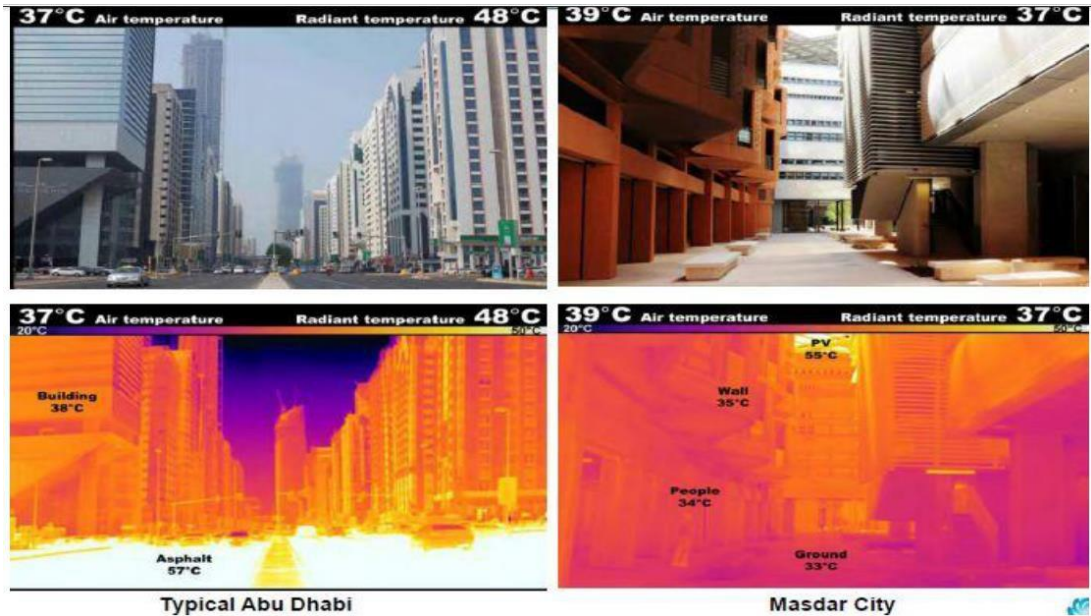 37°C Air temperature Radiant temperature 48°C
39°C Air temperature Radiant temperature 37°C
37°C Air temperature Radiant temperature 48°C
20°C 50°C
39°C Air temperature Radiant temperature 37°C
20°C 50°C
Building
38°C
Asphalt
57°C
PV
55°C
Wall
35°C
People
34°C
Ground
33°C
Typical Abu Dhabi
Masdar City